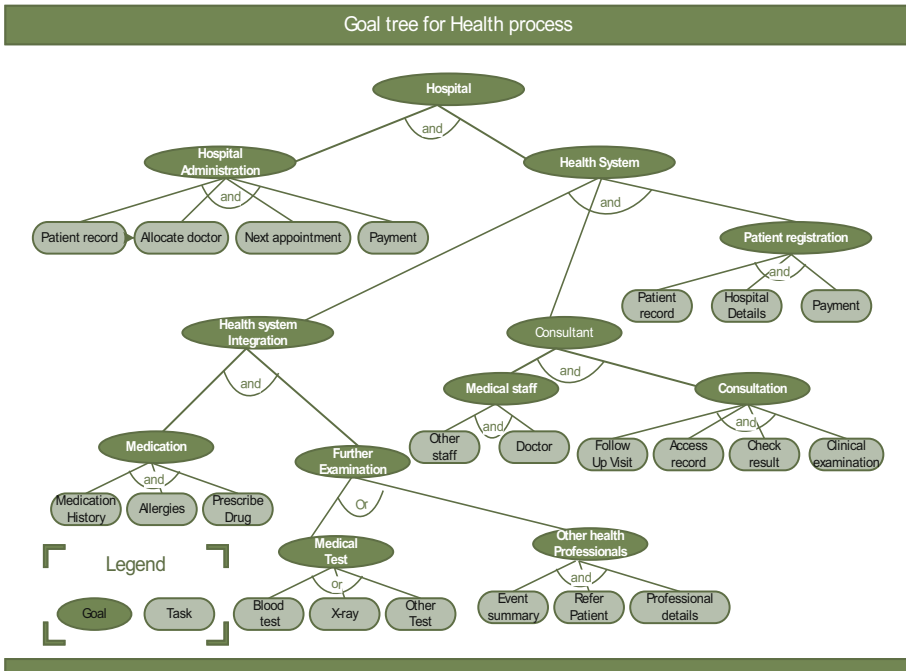 Goal tree for Health process
Hospital
and
Hospital
Administration
Health System
and
and
Patient record
Allocate doctor
Next appointment
Payment
Patient registration
and
Patient
record
Hospital
Details
Payment
Health system
Integration
Consultant
and
and
Medical staff
Consultation
and
and
Other
staff
Doctor
Follow
Up Visit
Access
record
Check
result
Clinical
examination
Medication
and
Further
Examination
Medication
History
Allergies
Prescribe
Drug
Or
Medical
Test
Other health
Professionals
or
and
Blood
test
X-ray
Other
Test
Event
summary
Refer
Patient
Professional
details
Legend
Goal
Task